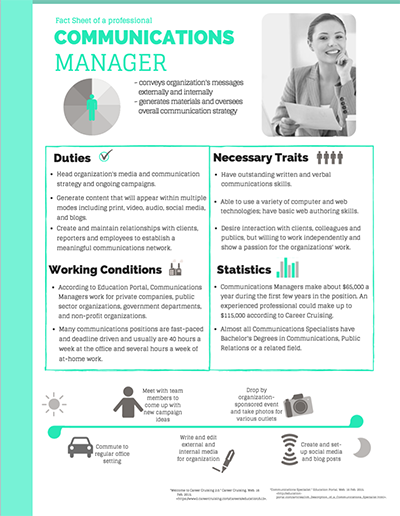 Fact Sheet of a professional
COMMUNICATIONS
MANAGER
– conveys organization's messages
externally and internally
– generates materials and oversees
overall communication strategy
Duties
• Head organization's media and communication
strategy and ongoing campaigns.
• Generate content that will appear within multiple
modes including print, video, audio, social media,
and blogs.
• Create and maintain relationships with clients,
reporters and employees to establish a
meaningful communications network.
Necessary Traits
• Have outstanding written and verbal
communications skills.
• Able to use a variety of computer and web
technologies; have basic web authoring skills.
• Desire interaction with clients, colleagues and
publics, but willing to work independently and
show a passion for the organizations' work.
Working Conditions
• According to Education Portal, Communications
Managers work for private companies, public
sector organizations, government departments,
and non-profit organizations.
• Many communications positions are fast-paced
and deadline driven and usually are 40 hours a
week at the office and several hours a week of
at-home work.
Statistics
• Communications Managers make about $65,000 a
year during the first few years in the position. An
experienced professional could make up to
$115,000 according to Career Cruising.
• Almost all Communications Specialists have
Bachelor's Degrees in Communications, Public
Relations or a related field.
Meet with team
members to
come up with
new campaign
ideas
Drop by
organization-
sponsored event
and take photos for
various outlets
Commute to
regular office
setting
Write and edit
external and
internal media
for organization
Create and set-
up social media
and blog posts